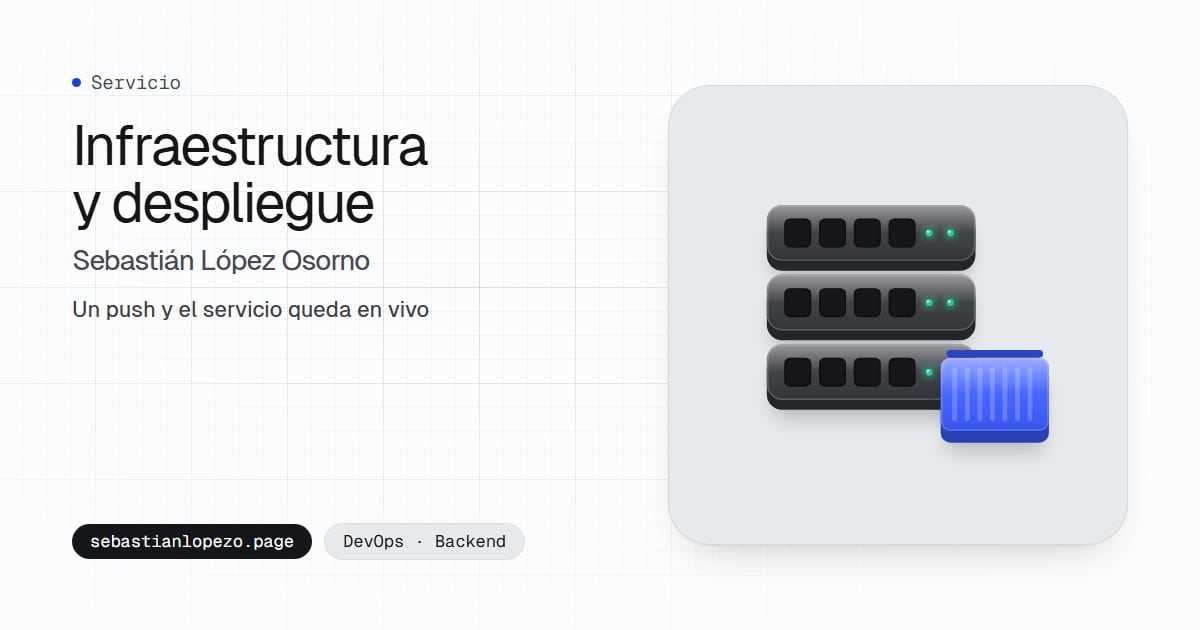 Servicio
Infraestructura
y despliegue
Sebastián López Osorno
Un push y el servicio queda en vivo
sebastianlopezo.page
DevOps · Backend